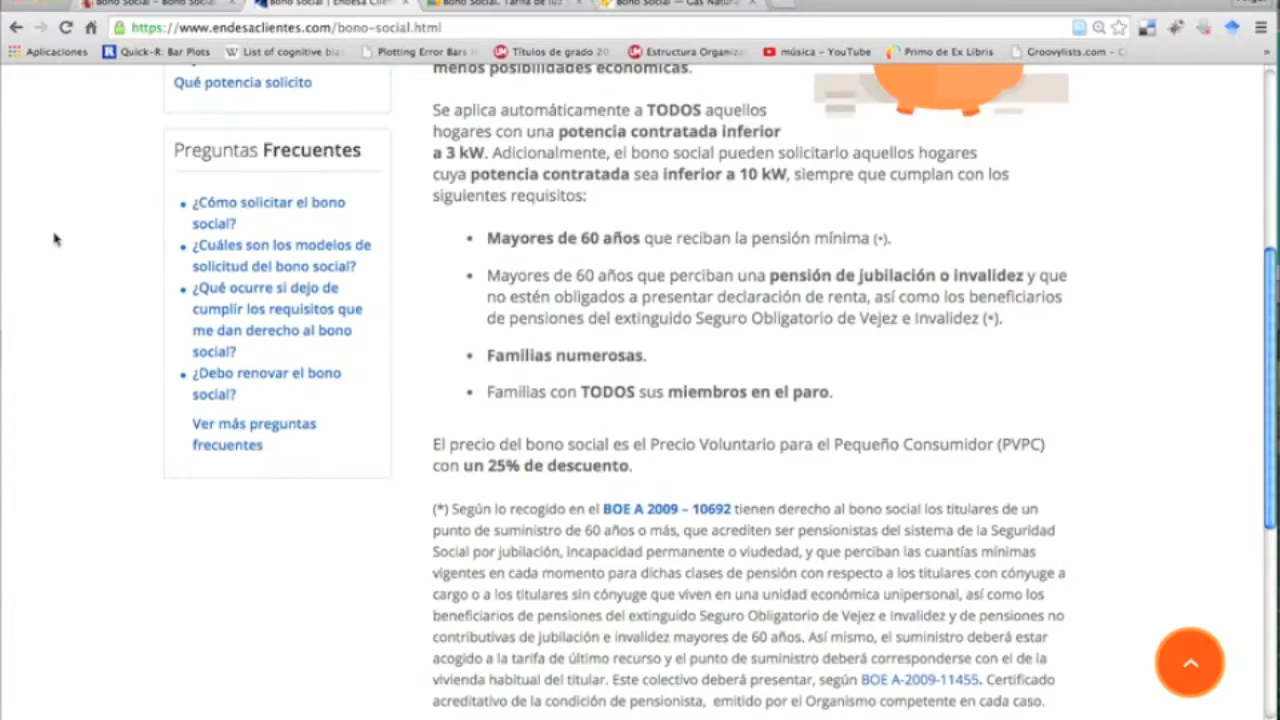 Bono Social — Bono Social
Bono Social | Endesa Clien
Bono Social. Tarifa de luz
Bono Social — Gas Natura
https://www.endesaclientes.com/bono-social.html
Aplicaciones
Quick-R: Bar Plots
List of cognitive bia
Plotting Error Bars
Títulos de grado 20
Estructura Organiza
música - YouTube
Primo de Ex Libris
Groovylists.com - C
»
Qué potencia solicito
Preguntas Frecuentes
• ¿Cómo solicitar el bono
social?
• ¿Cuáles son los modelos de
solicitud del bono social?
• ¿Qué ocurre si dejo de
cumplir los requisitos que
me dan derecho al bono
social?
• ¿Debo renovar el bono
social?
Ver más preguntas
frecuentes
menos posibilidades económicas.
Se aplica automáticamente a TODOS aquellos
hogares con una potencia contratada inferior
a 3 kW. Adicionalmente, el bono social pueden solicitarlo aquellos hogares
cuya potencia contratada sea inferior a 10 kW, siempre que cumplan con los
siguientes requisitos:
• Mayores de 60 años que reciban la pensión mínima (*).
• Mayores de 60 años que perciban una pensión de jubilación o invalidez y que
no estén obligados a presentar declaración de renta, así como los beneficiarios
de pensiones del extinguido Seguro Obligatorio de Vejez e Invalidez (*).
• Familias numerosas.
• Familias con TODOS sus miembros en el paro.
El precio del bono social es el Precio Voluntario para el Pequeño Consumidor (PVPC)
con un 25% de descuento.
(*) Según lo recogido en el BOE A 2009 – 10692 tienen derecho al bono social los titulares de un
punto de suministro de 60 años o más, que acrediten ser pensionistas del sistema de la Seguridad
Social por jubilación, incapacidad permanente o viudedad, y que perciban las cuantías mínimas
vigentes en cada momento para dichas clases de pensión con respecto a los titulares con cónyuge a
cargo o a los titulares sin cónyuge que viven en una unidad económica unipersonal, así como los
beneficiarios de pensiones del extinguido Seguro Obligatorio de Vejez e Invalidez y de pensiones no
contributivas de jubilación e invalidez mayores de 60 años. Así mismo, el suministro deberá estar
acogido a la tarifa de último recurso y el punto de suministro deberá corresponderse con el de la
vivienda habitual del titular. Este colectivo deberá presentar, según BOE A-2009-11455. Certificado
acreditativo de la condición de pensionista, emitido por el Organismo competente en cada caso.